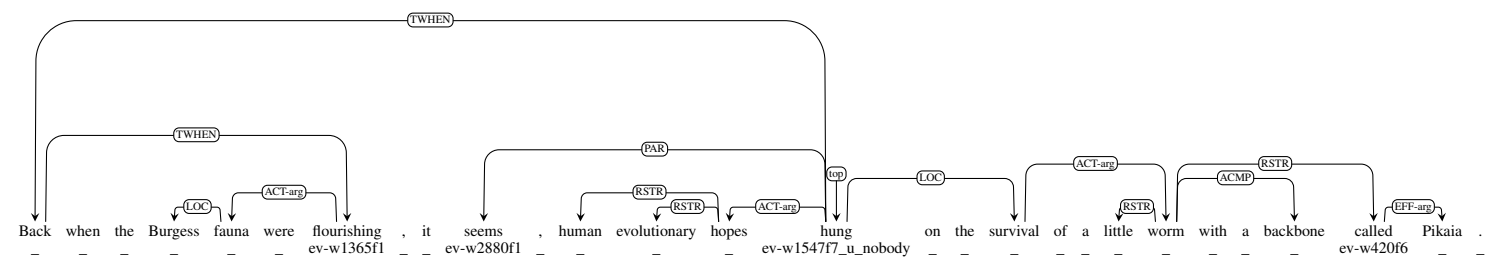 TWHEN
TWHEN
PAR
top
ACT-arg
RSTR
LOC
ACMP
LOC
ACT-arg
RSTR
RSTR
ACT-arg
RSTR
EFF-arg
Back when the Burgess fauna were flourishing , it seems , human evolutionary hopes hung on the survival of a little worm with a backbone called Pikaia .
_ _ _ _ _ _ ev-w1365f1 _ _ ev-w2880f1 _ _ _ _ ev-w1547f7_u_nobody _ _ _ _ _ _ _ _ _ _ ev-w420f6 _ _